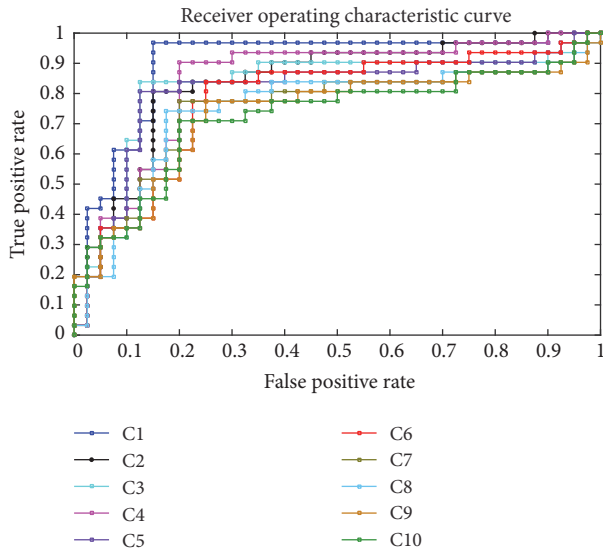 Receiver operating characteristic curve
True positive rate
1
0.9
0.8
0.7
0.6
0.5
0.4
0.3
0.2
0.1
0
0 0.1 0.2 0.3 0.4 0.5 0.6 0.7 0.8 0.9 1
False positive rate
C1
C2
C3
C4
C5
C6
C7
C8
C9
C10